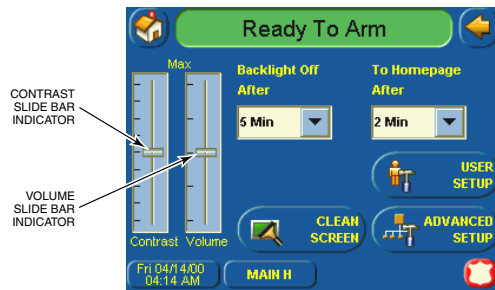 Ready To Arm
Max
CONTRAST
SLIDE BAR
INDICATOR
VOLUME
SLIDE BAR
INDICATOR
Contrast
Volume
Backlight Off
After
5 Min
To Homepage
After
2 Min
USER
SETUP
CLEAN
SCREEN
ADVANCED
SETUP
Fri 04/14/00
04:14 AM
MAIN H